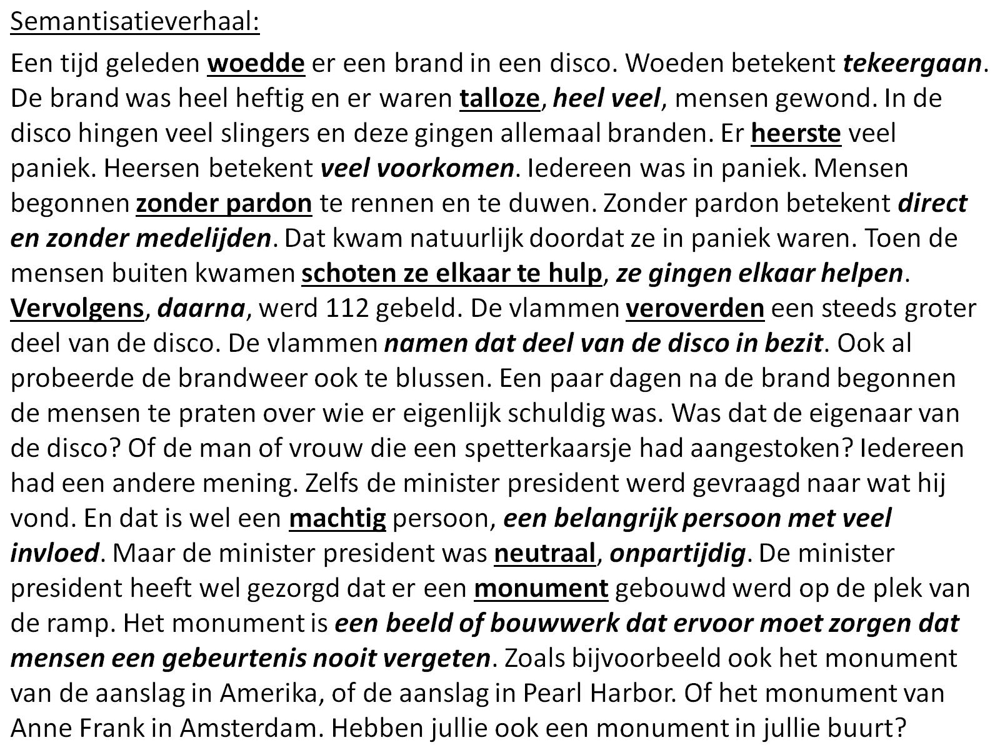 Semantisatieverhaal:
Een tijd geleden woedde er een brand in een disco. Woeden betekent tekeergaan.
De brand was heel heftig en er waren talloze, heel veel, mensen gewond. In de
disco hingen veel slingers en deze gingen allemaal branden. Er heerste veel
paniek. Heersen betekent veel voorkomen. Iedereen was in paniek. Mensen
begonnen zonder pardon te rennen en te duwen. Zonder pardon betekent direct
en zonder medelijden. Dat kwam natuurlijk doordat ze in paniek waren. Toen de
mensen buiten kwamen schoten ze elkaar te hulp, ze gingen elkaar helpen.
Vervolgens, daarna, werd 112 gebeld. De vlammen veroverden een steeds groter
deel van de disco. De vlammen namen dat deel van de disco in bezit. Ook al
probeerde de brandweer ook te blussen. Een paar dagen na de brand begonnen
de mensen te praten over wie er eigenlijk schuldig was. Was dat de eigenaar van
de disco? Of de man of vrouw die een spetterkaarsje had aangestoken? Iedereen
had een andere mening. Zelfs de minister president werd gevraagd naar wat hij
vond. En dat is wel een machtig persoon, een belangrijk persoon met veel
invloed. Maar de minister president was neutraal, onpartijdig. De minister
president heeft wel gezorgd dat er een monument gebouwd werd op de plek van
de ramp. Het monument is een beeld of bouwwerk dat ervoor moet zorgen dat
mensen een gebeurtenis nooit vergeten. Zoals bijvoorbeeld ook het monument
van de aanslag in Amerika, of de aanslag in Pearl Harbor. Of het monument van
Anne Frank in Amsterdam. Hebben jullie ook een monument in jullie buurt?